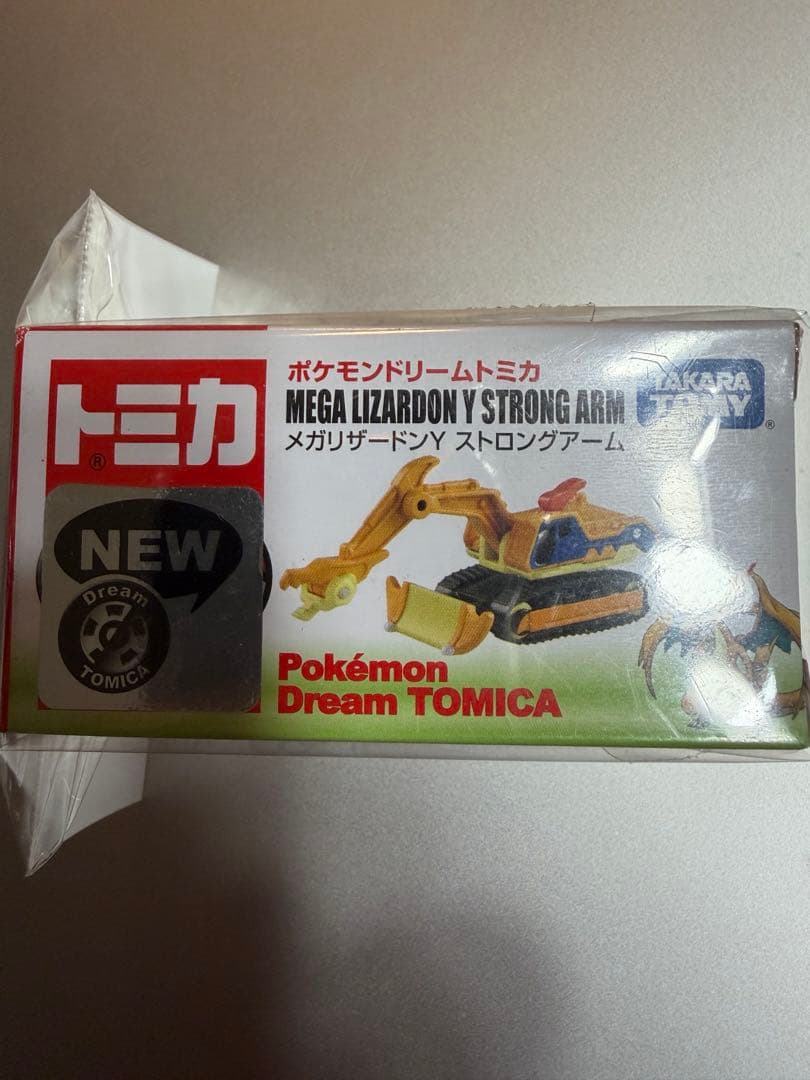 トミカ
®
ポケモンドリームトミカ
MEGA LIZARDON Y STRONG ARM
メガリザードンY ストロングアーム
TAKARA
TOMY
®
NEW
Dream
TOMICA
Pokémon
Dream TOMICA